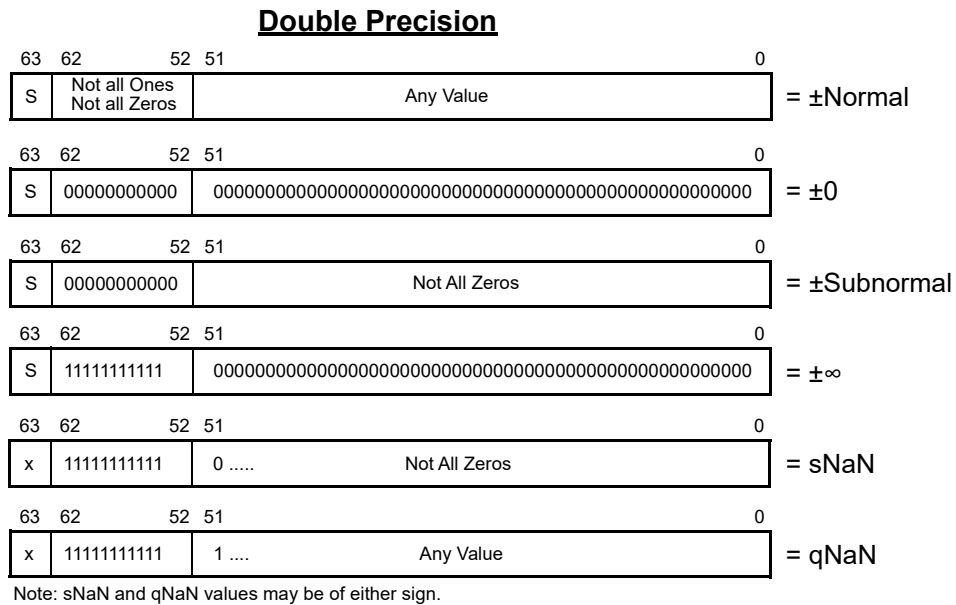 Double Precision
63 62 52 51 0
S Not all Ones Not all Zeros Any Value = ±Normal
63 62 52 51 0
S 00000000000 0000000000000000000000000000000000000000000000000000 = ±0
63 62 52 51 0
S 00000000000 Not All Zeros = ±Subnormal
63 62 52 51 0
S 11111111111 0000000000000000000000000000000000000000000000000000 = ±∞
63 62 52 51 0
x 11111111111 0 ..... Not All Zeros = sNaN
63 62 52 51 0
x 11111111111 1 .... Any Value = qNaN
Note: sNaN and qNaN values may be of either sign.